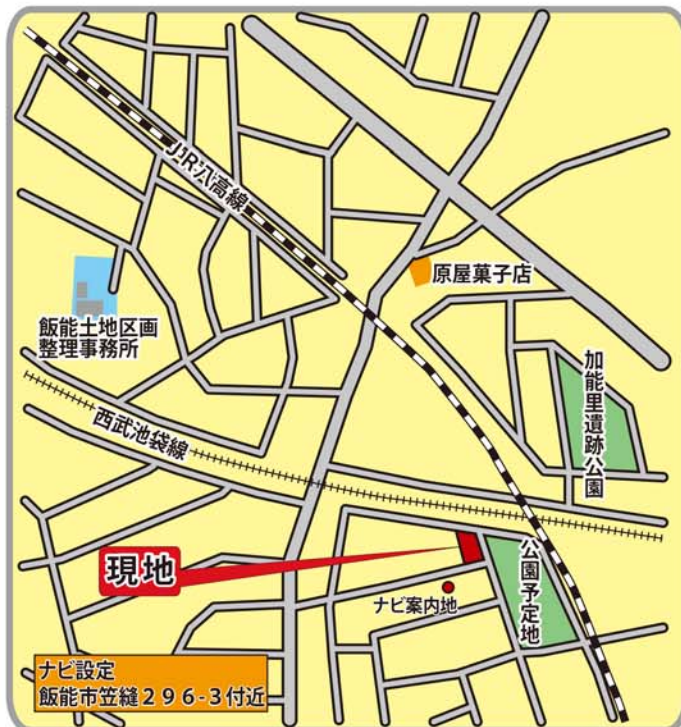 JR八高線
原屋菓子店
飯能土地区画
整理事務所
加能里遺跡公園
西武池袋線
現地
公園予定地
ナビ案内地
ナビ設定
飯能市笠縫２９６-３付近